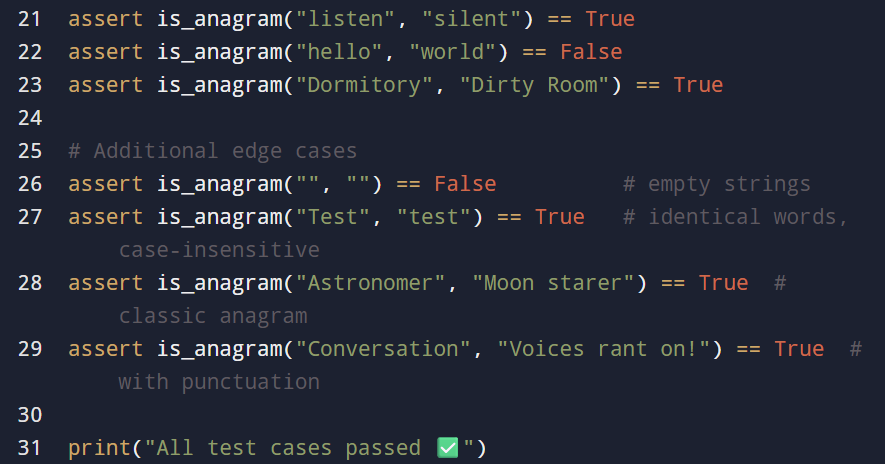 21 assert is_anagram("listen", "silent") == True
22 assert is_anagram("hello", "world") == False
23 assert is_anagram("Dormitory", "Dirty Room") == True
24
25 # Additional edge cases
26 assert is_anagram("", "") == False          # empty strings
27 assert is_anagram("Test", "test") == True   # identical words,
case-insensitive
28 assert is_anagram("Astronomer", "Moon starer") == True  #
classic anagram
29 assert is_anagram("Conversation", "Voices rant on!") == True  #
with punctuation
30
31 print("All test cases passed ✅")